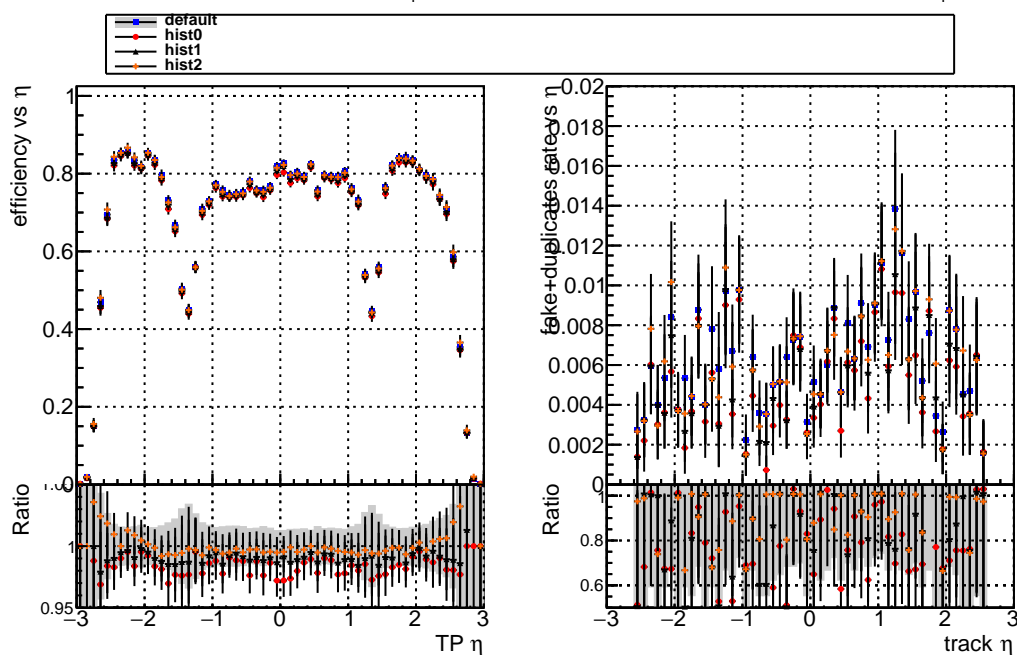 default
hist0
hist1
hist2
efficiency vs η
1
0.8
0.6
0.4
0.2
0
Ratio
1
0.95
−3 −2 −1 0 1 2 3
TP η
fake+duplicates rate vs η
0.02
0.018
0.016
0.014
0.012
0.01
0.008
0.006
0.004
0.002
0
Ratio
1
0.8
0.6
−3 −2 −1 0 1 2 3
track η